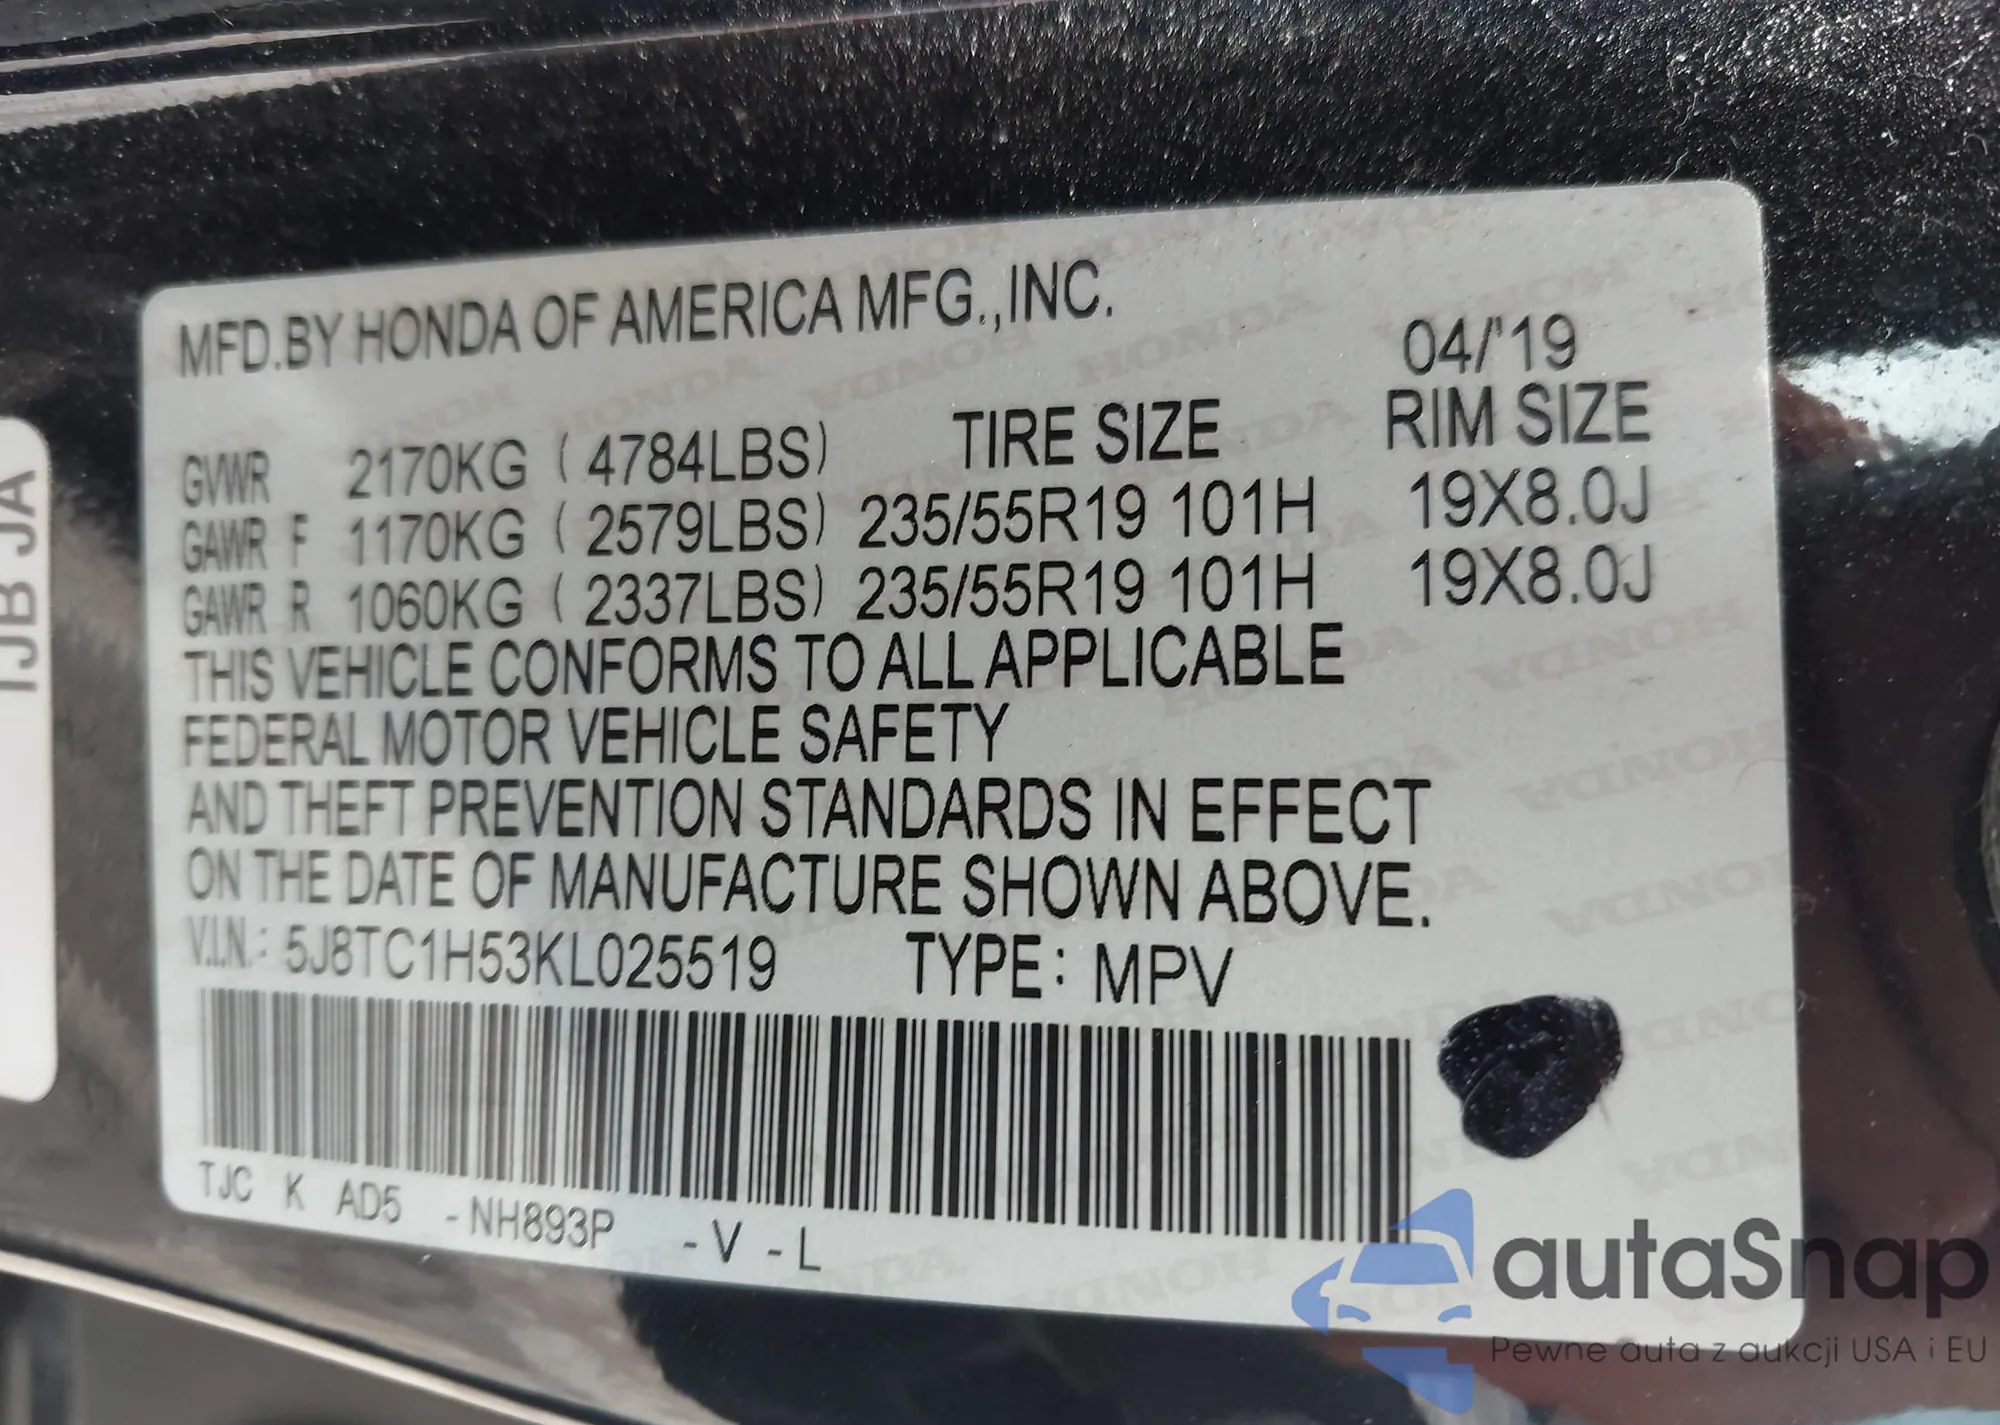 MFD.BY HONDA OF AMERICA MFG.,INC.
04/'19
GVWR 2170KG ( 4784LBS) TIRE SIZE RIM SIZE
GAWR F 1170KG ( 2579LBS) 235/55R19 101H 19X8.0J
GAWR R 1060KG ( 2337LBS) 235/55R19 101H 19X8.0J
THIS VEHICLE CONFORMS TO ALL APPLICABLE
FEDERAL MOTOR VEHICLE SAFETY
AND THEFT PREVENTION STANDARDS IN EFFECT
ON THE DATE OF MANUFACTURE SHOWN ABOVE.
V.I.N.: 5J8TC1H53KL025519 TYPE: MPV
TJC K AD5 -NH893P -V -L
TJB JA
autaSnap
Pewne auta z aukcji USA i EU